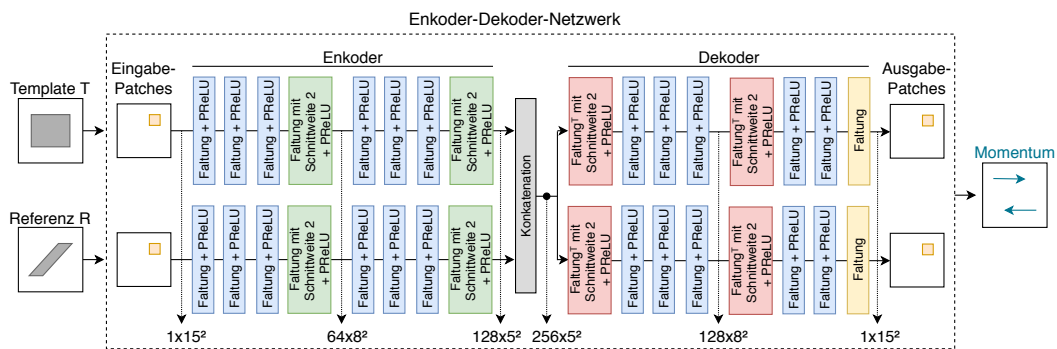 Enkoder-Dekoder-Netzwerk
Enkoder
Dekoder
Template T
Eingabe-
Patches
Faltung + PReLU
Faltung + PReLU
Faltung + PReLU
Faltung mit
Schnittweite 2
+ PReLU
Faltung + PReLU
Faltung + PReLU
Faltung + PReLU
Faltung mit
Schnittweite 2
+ PReLU
Konkatenation
Faltungᵀ mit
Schnittweite 2
+ PReLU
Faltung + PReLU
Faltung + PReLU
Faltung + PReLU
Faltungᵀ mit
Schnittweite 2
+ PReLU
Faltung + PReLU
Faltung + PReLU
Faltung
Ausgabe-
Patches
Momentum
Referenz R
Faltung + PReLU
Faltung + PReLU
Faltung + PReLU
Faltung mit
Schnittweite 2
+ PReLU
Faltung + PReLU
Faltung + PReLU
Faltung + PReLU
Faltung mit
Schnittweite 2
+ PReLU
Faltungᵀ mit
Schnittweite 2
+ PReLU
Faltung + PReLU
Faltung + PReLU
Faltung + PReLU
Faltungᵀ mit
Schnittweite 2
+ PReLU
Faltung + PReLU
Faltung + PReLU
Faltung
1x15²
64x8²
128x5²
256x5²
128x8²
1x15²